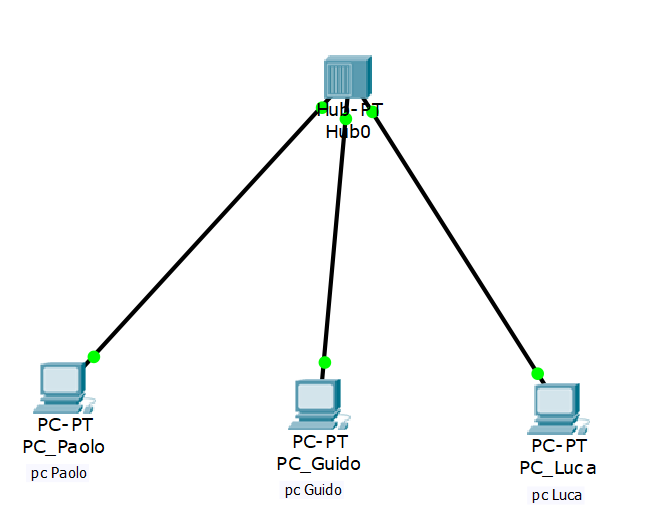 Hub-PT
Hub0
PC-PT
PC_Paolo
pc Paolo
PC-PT
PC_Guido
pc Guido
PC-PT
PC_Luca
pc Luca